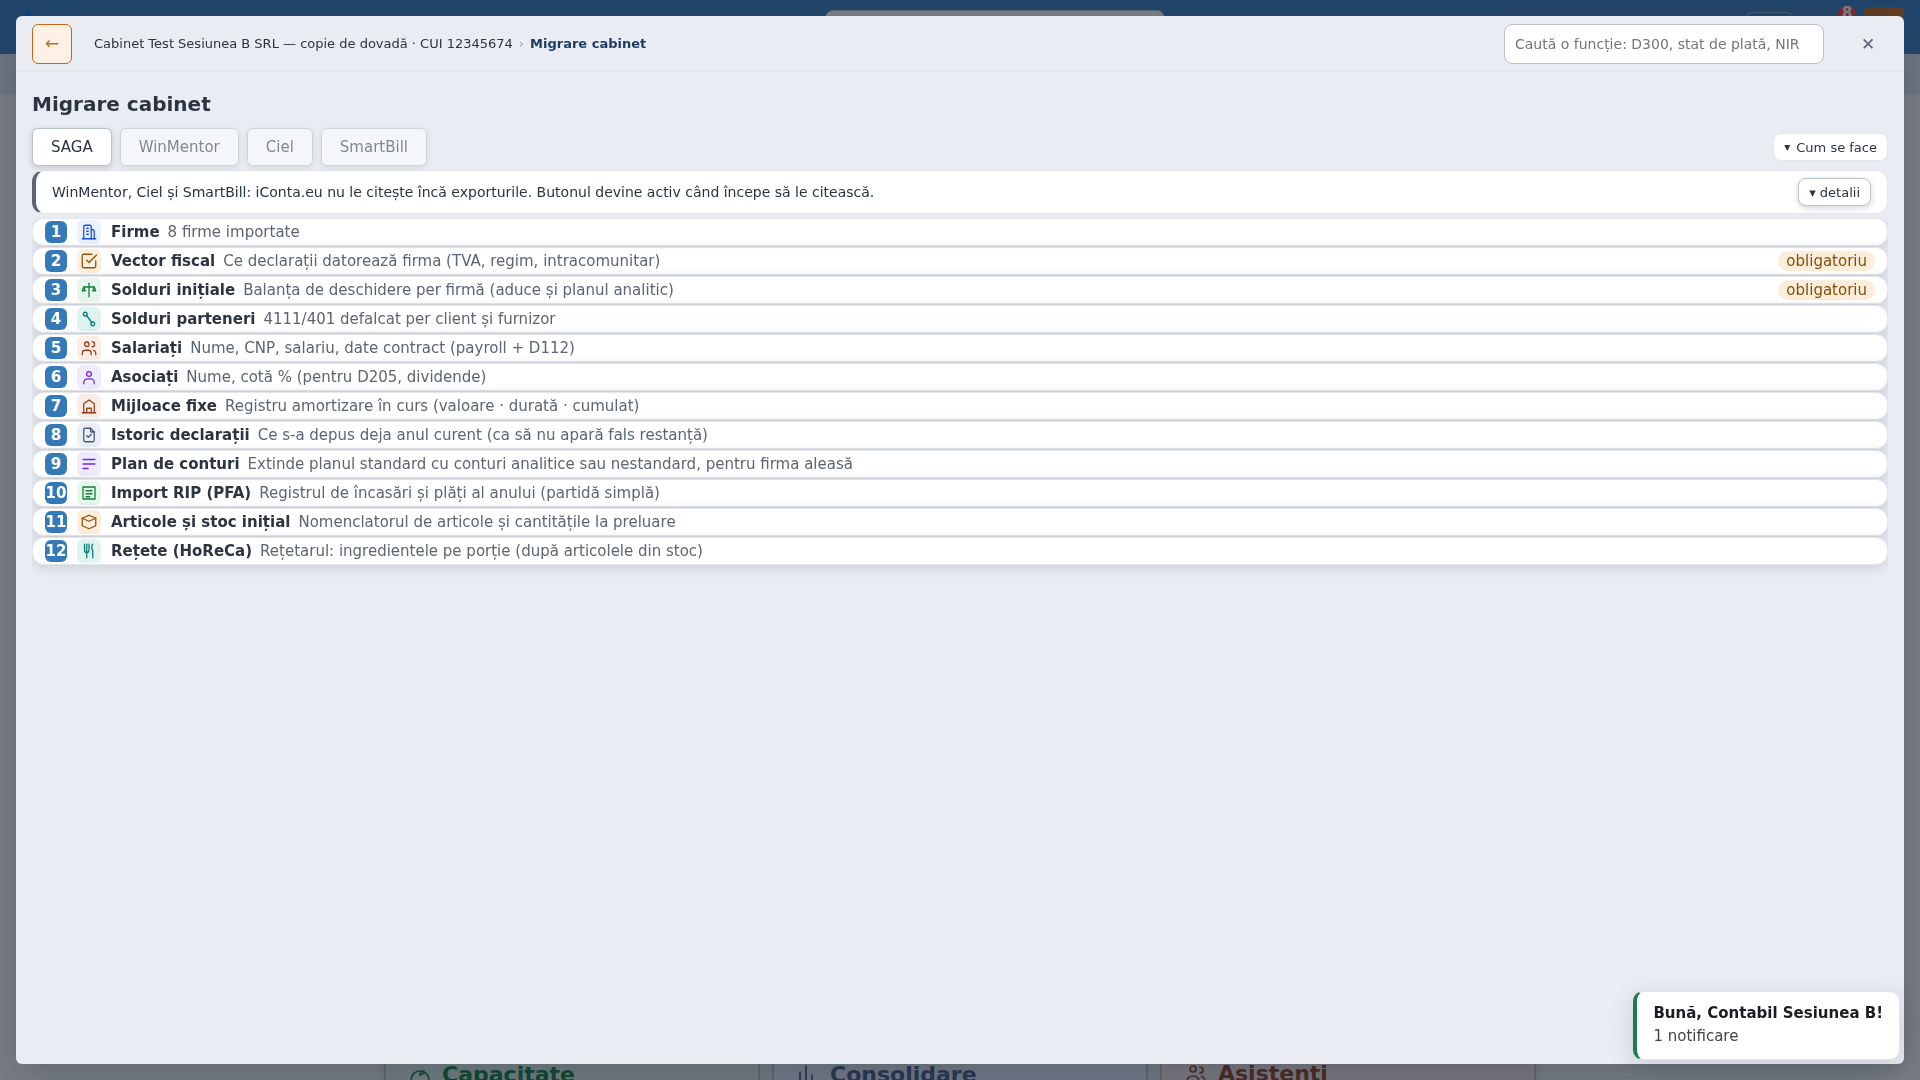 8
←
Cabinet Test Sesiunea B SRL — copie de dovadă · CUI 12345674 › Migrare cabinet
Caută o funcție: D300, stat de plată, NIR
✕
Migrare cabinet
SAGA
WinMentor
Ciel
SmartBill
▾ Cum se face
WinMentor, Ciel și SmartBill: iConta.eu nu le citește încă exporturile. Butonul devine activ când începe să le citească.
▾ detalii
1 Firme 8 firme importate
2 Vector fiscal Ce declarații datorează firma (TVA, regim, intracomunitar) obligatoriu
3 Solduri inițiale Balanța de deschidere per firmă (aduce și planul analitic) obligatoriu
4 Solduri parteneri 4111/401 defalcat per client și furnizor
5 Salariați Nume, CNP, salariu, date contract (payroll + D112)
6 Asociați Nume, cotă % (pentru D205, dividende)
7 Mijloace fixe Registru amortizare în curs (valoare · durată · cumulat)
8 Istoric declarații Ce s-a depus deja anul curent (ca să nu apară fals restanță)
9 Plan de conturi Extinde planul standard cu conturi analitice sau nestandard, pentru firma aleasă
10 Import RIP (PFA) Registrul de încasări și plăți al anului (partidă simplă)
11 Articole și stoc inițial Nomenclatorul de articole și cantitățile la preluare
12 Rețete (HoReCa) Rețetarul: ingredientele pe porție (după articolele din stoc)
Bună, Contabil Sesiunea B!
1 notificare
Capacitate
Consolidare
Asistenți